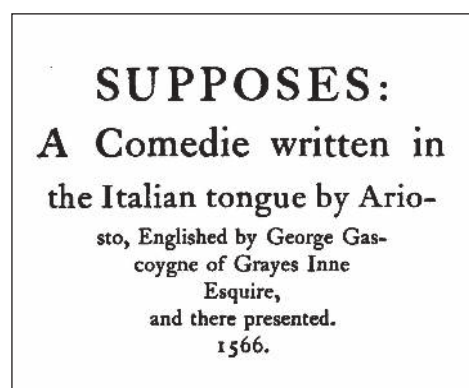 SUPPOSES:
A Comedie written in
the Italian tongue by Ario-
sto, Englished by George Gas-
coygne of Grayes Inne
Esquire,
and there presented.
1566.